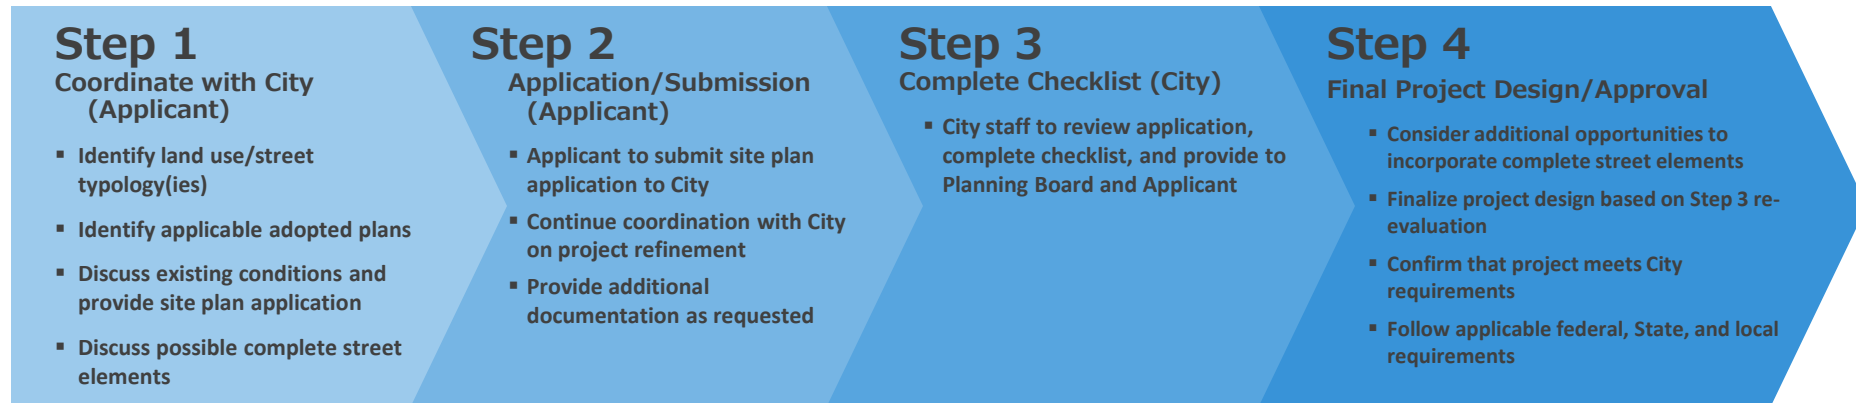 Step 1
Coordinate with City
(Applicant)
▪ Identify land use/street
typology(ies)
▪ Identify applicable adopted plans
▪ Discuss existing conditions and
provide site plan application
▪ Discuss possible complete street
elements
Step 2
Application/Submission
(Applicant)
▪ Applicant to submit site plan
application to City
▪ Continue coordination with City
on project refinement
▪ Provide additional
documentation as requested
Step 3
Complete Checklist (City)
▪ City staff to review application,
complete checklist, and provide to
Planning Board and Applicant
Step 4
Final Project Design/Approval
▪ Consider additional opportunities to
incorporate complete street elements
▪ Finalize project design based on Step 3 re-
evaluation
▪ Confirm that project meets City
requirements
▪ Follow applicable federal, State, and local
requirements